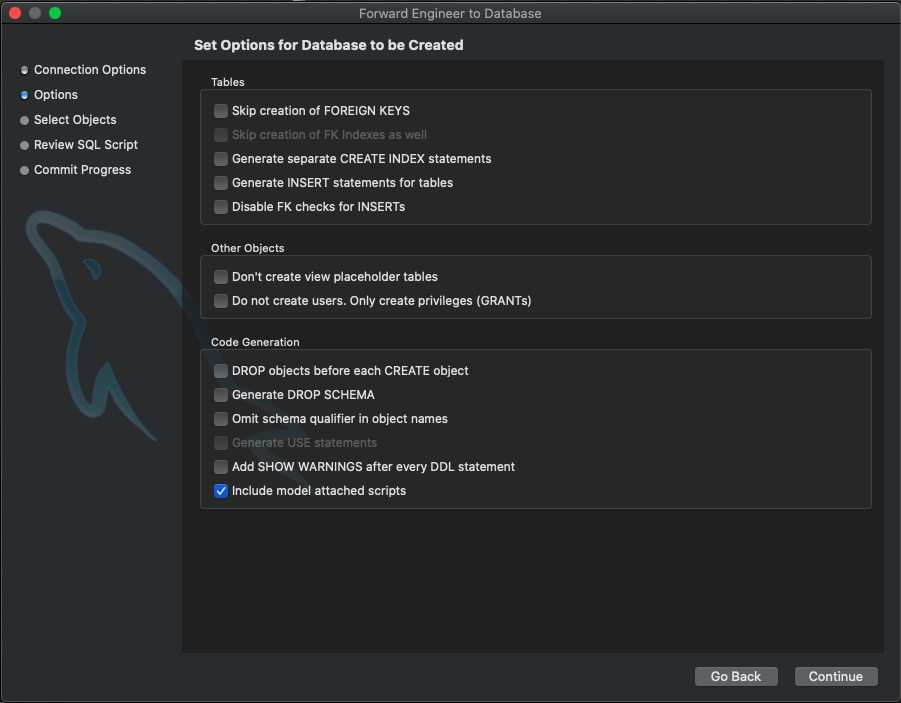 Forward Engineer to Database
Set Options for Database to be Created
Connection Options
Options
Select Objects
Review SQL Script
Commit Progress
Tables
Skip creation of FOREIGN KEYS
Skip creation of FK Indexes as well
Generate separate CREATE INDEX statements
Generate INSERT statements for tables
Disable FK checks for INSERTs
Other Objects
Don't create view placeholder tables
Do not create users. Only create privileges (GRANTs)
Code Generation
DROP objects before each CREATE object
Generate DROP SCHEMA
Omit schema qualifier in object names
Generate USE statements
Add SHOW WARNINGS after every DDL statement
Include model attached scripts
Go Back
Continue